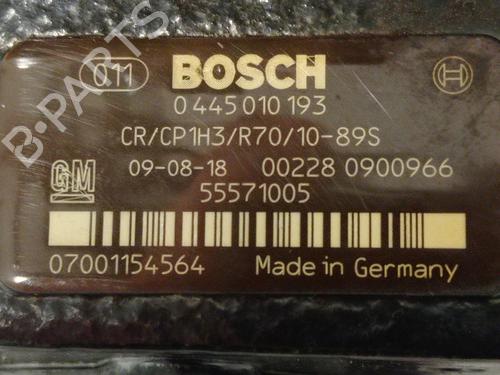 011 BOSCH
0 445 010 193
CR/CP1H3/R70/10-89S
GM 09-08-18 00228 0900966
55571005
07001154564 Made in Germany
B-PARTS